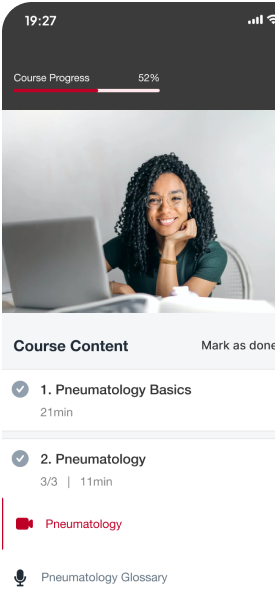 19:27
Course Progress 52%
Course Content Mark as done
1. Pneumatology Basics
21min
2. Pneumatology
3/3 | 11min
Pneumatology
Pneumatology Glossary